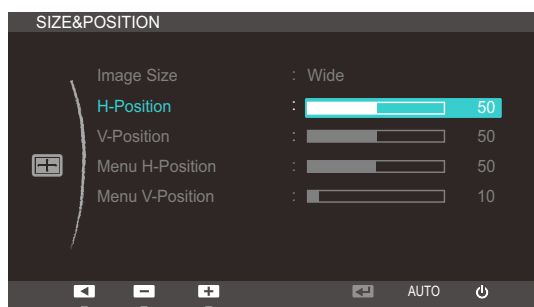 SIZE&POSITION
Image Size : Wide
H-Position : 50
V-Position : 50
Menu H-Position : 50
Menu V-Position : 10
AUTO